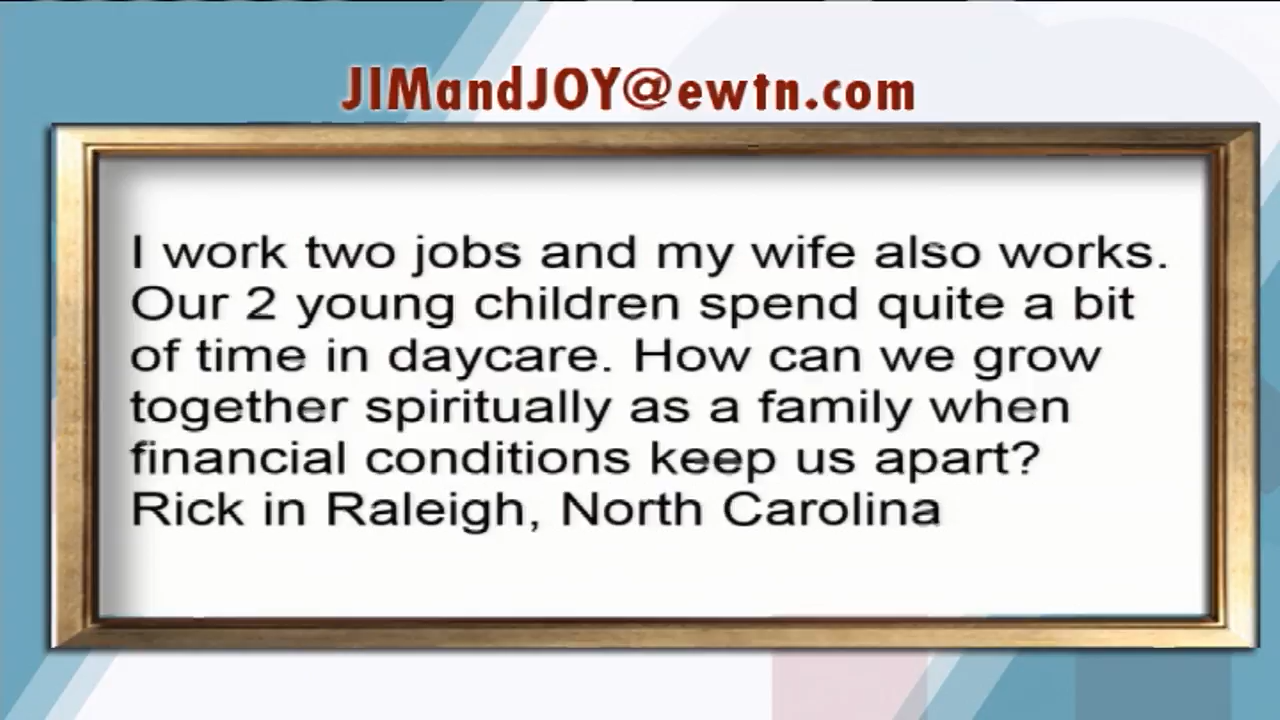 JIMandJOY@ewtn.com
I work two jobs and my wife also works.
Our 2 young children spend quite a bit
of time in daycare. How can we grow
together spiritually as a family when
financial conditions keep us apart?
Rick in Raleigh, North Carolina